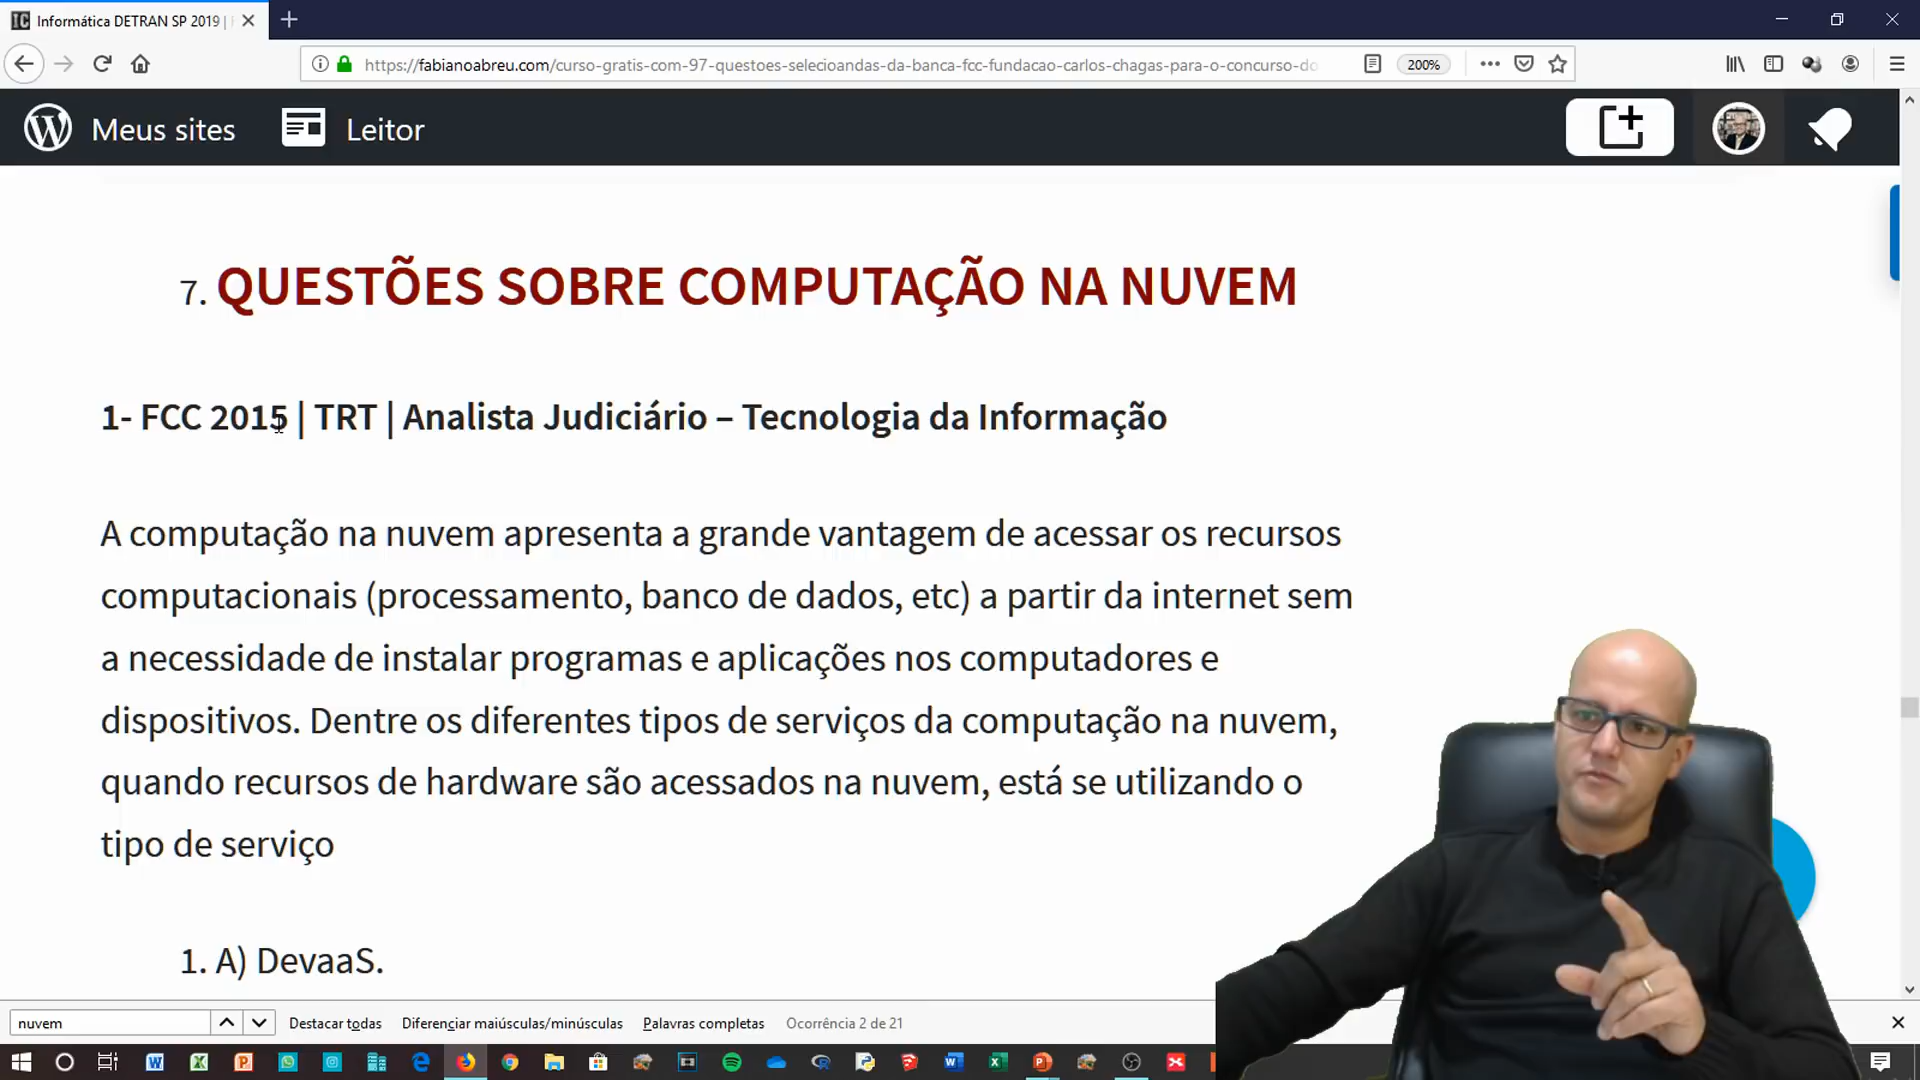 Informática DETRAN SP 2019 |
https://fabianoabreu.com/curso-gratis-com-97-questoes-selecioandas-da-banca-fcc-fundacao-carlos-chagas-para-o-concurso-do
200%
Meus sites
Leitor
7. QUESTÕES SOBRE COMPUTAÇÃO NA NUVEM
1- FCC 2015 | TRT | Analista Judiciário – Tecnologia da Informação
A computação na nuvem apresenta a grande vantagem de acessar os recursos
computacionais (processamento, banco de dados, etc) a partir da internet sem
a necessidade de instalar programas e aplicações nos computadores e
dispositivos. Dentre os diferentes tipos de serviços da computação na nuvem,
quando recursos de hardware são acessados na nuvem, está se utilizando o
tipo de serviço
1. A) DevaaS.
nuvem
Destacar todas
Diferenciar maiúsculas/minúsculas
Palavras completas
Ocorrência 2 de 21